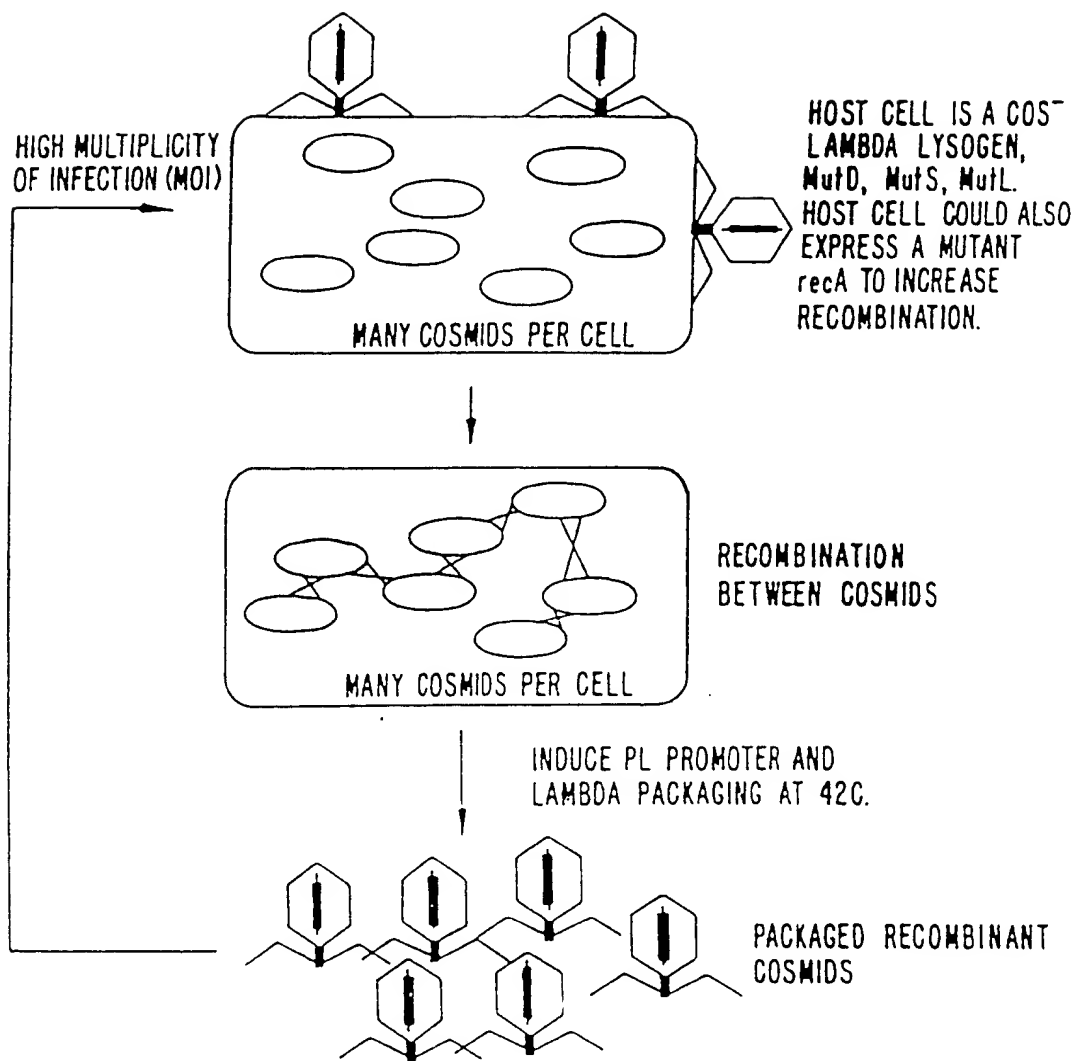 HIGH MULTIPLICITY
OF INFECTION (MOI)
HOST CELL IS A COS⁻
LAMBDA LYSOGEN,
MutD, MutS, MutL.
HOST CELL COULD ALSO
EXPRESS A MUTANT
recA TO INCREASE
RECOMBINATION.
MANY COSMIDS PER CELL
RECOMBINATION
BETWEEN COSMIDS
MANY COSMIDS PER CELL
INDUCE PL PROMOTER AND
LAMBDA PACKAGING AT 42C.
PACKAGED RECOMBINANT
COSMIDS